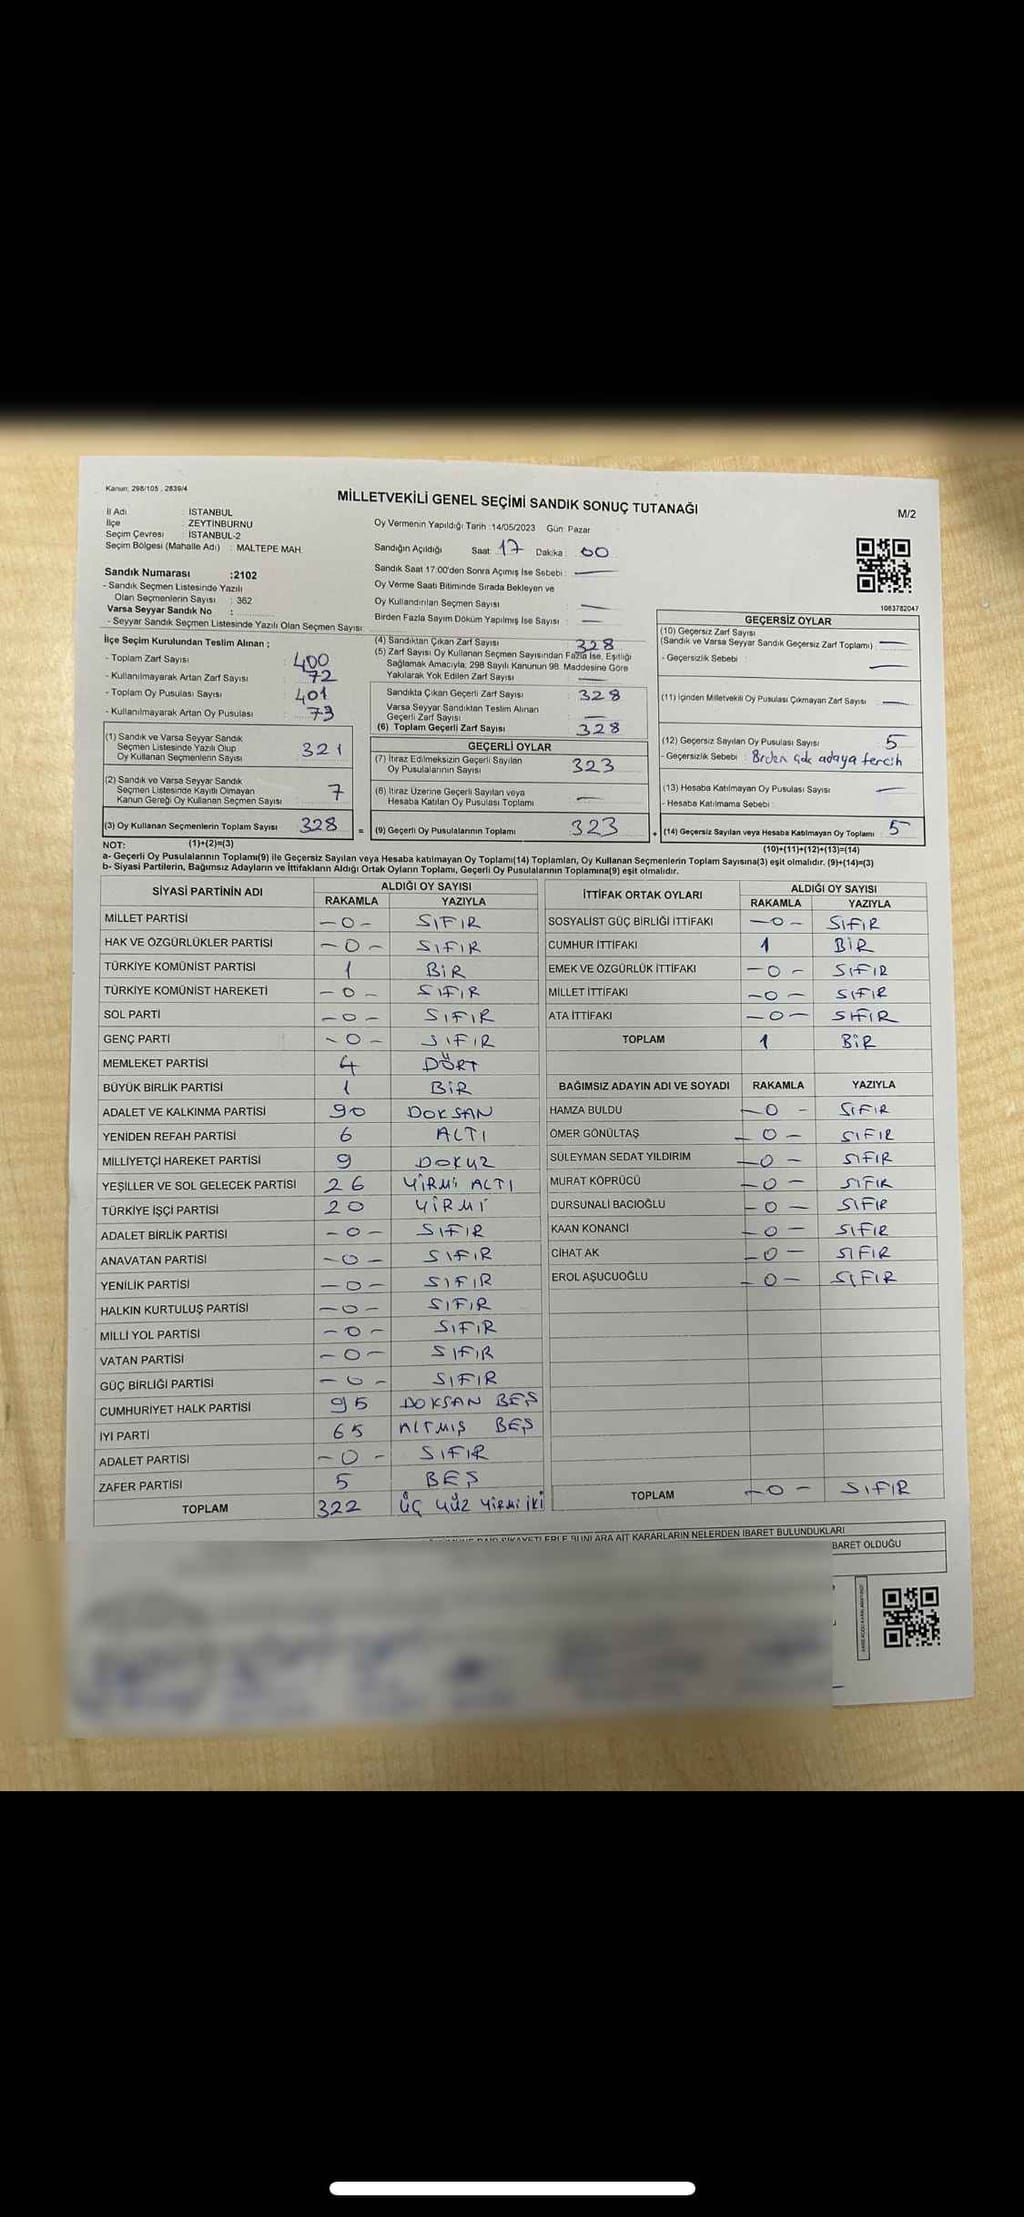 Kanun: 298/105 , 2839/4
MİLLETVEKİLİ GENEL SEÇİMİ SANDIK SONUÇ TUTANAĞI
M/2
İl Adı : İSTANBUL
İlçe : ZEYTİNBURNU
Seçim Çevresi : İSTANBUL-2
Seçim Bölgesi (Mahalle Adı) : MALTEPE MAH.
Oy Vermenin Yapıldığı Tarih :14/05/2023 Gün: Pazar
Sandığın Açıldığı Saat 17 Dakika 00
Sandık Saat 17:00'den Sonra Açımış İse Sebebi :
Oy Verme Saati Bitiminde Sırada Bekleyen ve
Oy Kullandırılan Seçmen Sayısı :
Birden Fazla Sayım Döküm Yapılmış İse Sayısı :
Sandık Numarası :2102
- Sandık Seçmen Listesinde Yazılı
Olan Seçmenlerin Sayısı : 362
Varsa Seyyar Sandık No :
- Seyyar Sandık Seçmen Listesinde Yazılı Olan Seçmen Sayısı:
1083782047
İlçe Seçim Kurulundan Teslim Alınan ;
- Toplam Zarf Sayısı : 400
- Kullanılmayarak Artan Zarf Sayısı : 72
- Toplam Oy Pusulası Sayısı : 401
- Kullanılmayarak Artan Oy Pusulası : 73
(1) Sandık ve Varsa Seyyar Sandık
Seçmen Listesinde Yazılı Olup
Oy Kullanan Seçmenlerin Sayısı 321
(2) Sandık ve Varsa Seyyar Sandık
Seçmen Listesinde Kayıtlı Olmayan
Kanun Gereği Oy Kullanan Seçmen Sayısı 7
(3) Oy Kullanan Seçmenlerin Toplam Sayısı 328 =
(4) Sandıktan Çıkan Zarf Sayısı : 328
(5) Zarf Sayısı Oy Kullanan Seçmen Sayısından Fazla İse, Eşitliği
Sağlamak Amacıyla, 298 Sayılı Kanunun 98. Maddesine Göre
Yakılarak Yok Edilen Zarf Sayısı :
Sandıkta Çıkan Geçerli Zarf Sayısı : 328
Varsa Seyyar Sandıktan Teslim Alınan
Geçerli Zarf Sayısı :
(6) Toplam Geçerli Zarf Sayısı : 328
GEÇERLİ OYLAR
(7) İtiraz Edilmeksizin Geçerli Sayılan
Oy Pusulalarının Sayısı 323
(8) İtiraz Üzerine Geçerli Sayılan veya
Hesaba Katılan Oy Pusulası Toplamı
(9) Geçerli Oy Pusulalarının Toplamı 323 +
GEÇERSİZ OYLAR
(10) Geçersiz Zarf Sayısı
(Sandık ve Varsa Seyyar Sandık Geçersiz Zarf Toplamı)
- Geçersizlik Sebebi :
(11) İçinden Milletvekili Oy Pusulası Çıkmayan Zarf Sayısı
(12) Geçersiz Sayılan Oy Pusulası Sayısı 5
- Geçersizlik Sebebi : Birden çok adaya tercih
(13) Hesaba Katılmayan Oy Pusulası Sayısı
- Hesaba Katılmama Sebebi :
(14) Geçersiz Sayılan veya Hesaba Katılmayan Oy Toplamı 5
NOT: (1)+(2)=(3) (10)+(11)+(12)+(13)=(14)
a- Geçerli Oy Pusulalarının Toplamı(9) ile Geçersiz Sayılan veya Hesaba katılmayan Oy Toplamı(14) Toplamları, Oy Kullanan Seçmenlerin Toplam Sayısına(3) eşit olmalıdır. (9)+(14)=(3)
b- Siyasi Partilerin, Bağımsız Adayların ve İttifakların Aldığı Ortak Oyların Toplamı, Geçerli Oy Pusulalarının Toplamına(9) eşit olmalıdır.
SİYASİ PARTİNİN ADI ALDIĞI OY SAYISI
RAKAMLA YAZIYLA
MİLLET PARTİSİ -0- SIFIR
HAK VE ÖZGÜRLÜKLER PARTİSİ -0- SIFIR
TÜRKİYE KOMÜNİST PARTİSİ 1 BİR
TÜRKİYE KOMÜNİST HAREKETİ -0- SIFIR
SOL PARTİ -0- SIFIR
GENÇ PARTİ -0- SIFIR
MEMLEKET PARTİSİ 4 DÖRT
BÜYÜK BİRLİK PARTİSİ 1 BİR
ADALET VE KALKINMA PARTİSİ 90 DOKSAN
YENİDEN REFAH PARTİSİ 6 ALTI
MİLLİYETÇİ HAREKET PARTİSİ 9 DOKUZ
YEŞİLLER VE SOL GELECEK PARTİSİ 26 YİRMİ ALTI
TÜRKİYE İŞÇİ PARTİSİ 20 YİRMİ
ADALET BİRLİK PARTİSİ -0- SIFIR
ANAVATAN PARTİSİ -0- SIFIR
YENİLİK PARTİSİ -0- SIFIR
HALKIN KURTULUŞ PARTİSİ -0- SIFIR
MİLLİ YOL PARTİSİ -0- SIFIR
VATAN PARTİSİ -0- SIFIR
GÜÇ BİRLİĞİ PARTİSİ -0- SIFIR
CUMHURİYET HALK PARTİSİ 95 DOKSAN BEŞ
İYİ PARTİ 65 ALTMIŞ BEŞ
ADALET PARTİSİ -0- SIFIR
ZAFER PARTİSİ 5 BEŞ
TOPLAM 322 ÜÇ YÜZ YİRMİ İKİ
İTTİFAK ORTAK OYLARI ALDIĞI OY SAYISI
RAKAMLA YAZIYLA
SOSYALİST GÜÇ BİRLİĞİ İTTİFAKI -0- SIFIR
CUMHUR İTTİFAKI 1 BİR
EMEK VE ÖZGÜRLÜK İTTİFAKI -0- SIFIR
MİLLET İTTİFAKI -0- SIFIR
ATA İTTİFAKI -0- SIFIR
TOPLAM 1 BİR
BAĞIMSIZ ADAYIN ADI VE SOYADI RAKAMLA YAZIYLA
HAMZA BULDU -0- SIFIR
ÖMER GÖNÜLTAŞ -0- SIFIR
SÜLEYMAN SEDAT YILDIRIM -0- SIFIR
MURAT KÖPRÜCÜ -0- SIFIR
DURSUNALİ BACIOĞLU -0- SIFIR
KAAN KONANCİ -0- SIFIR
CİHAT AK -0- SIFIR
EROL AŞUCUOĞLU -0- SIFIR
TOPLAM -0- SIFIR
ŞİKAYETLERLE BUNLARA AİT KARARLARIN NELERDEN İBARET BULUNDUKLARI
İBARET OLDUĞU